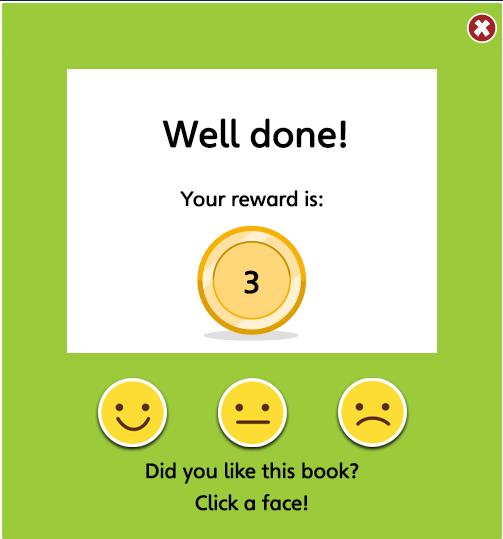 Well done!
Your reward is:
3
Did you like this book?
Click a face!